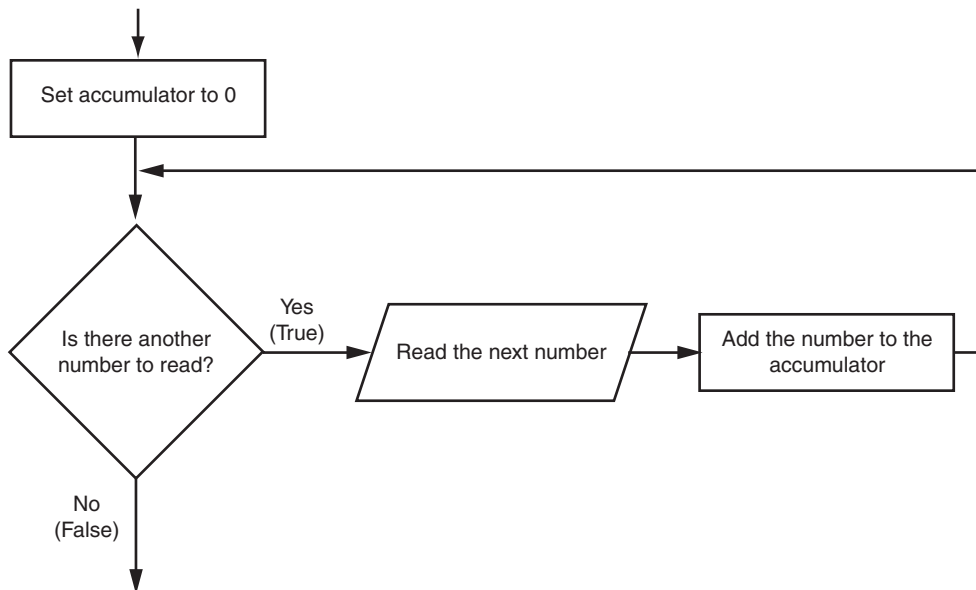 Set accumulator to 0
Is there another
number to read?
Yes
(True)
Read the next number
Add the number to the
accumulator
No
(False)